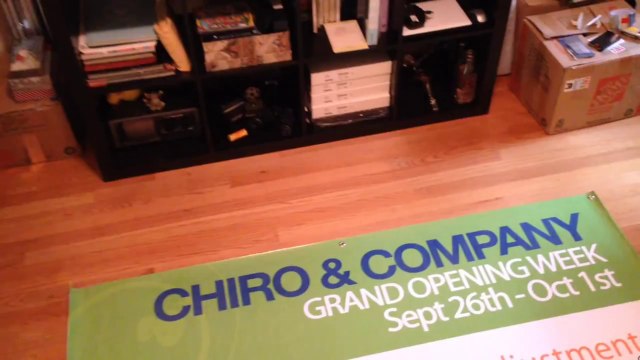 CHIRO & COMPANY
GRAND OPENING WEEK
Sept 26th - Oct 1st